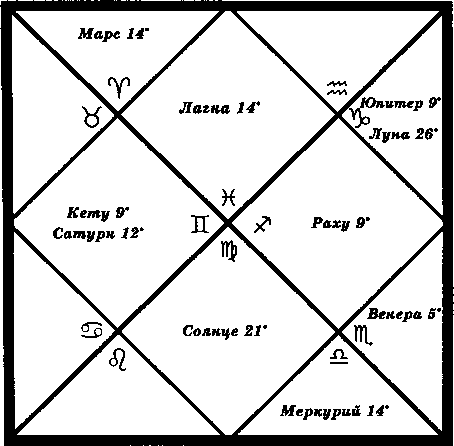 Марс 14°
♈
♉
Лагна 14°
♒
♑
Юпитер 9°
Луна 26°
Кету 9°
Сатурн 12°
♓
♊
♐
♍
Раху 9°
♋
♌
Солнце 21°
Венера 5°
♏
♎
Меркурий 14°